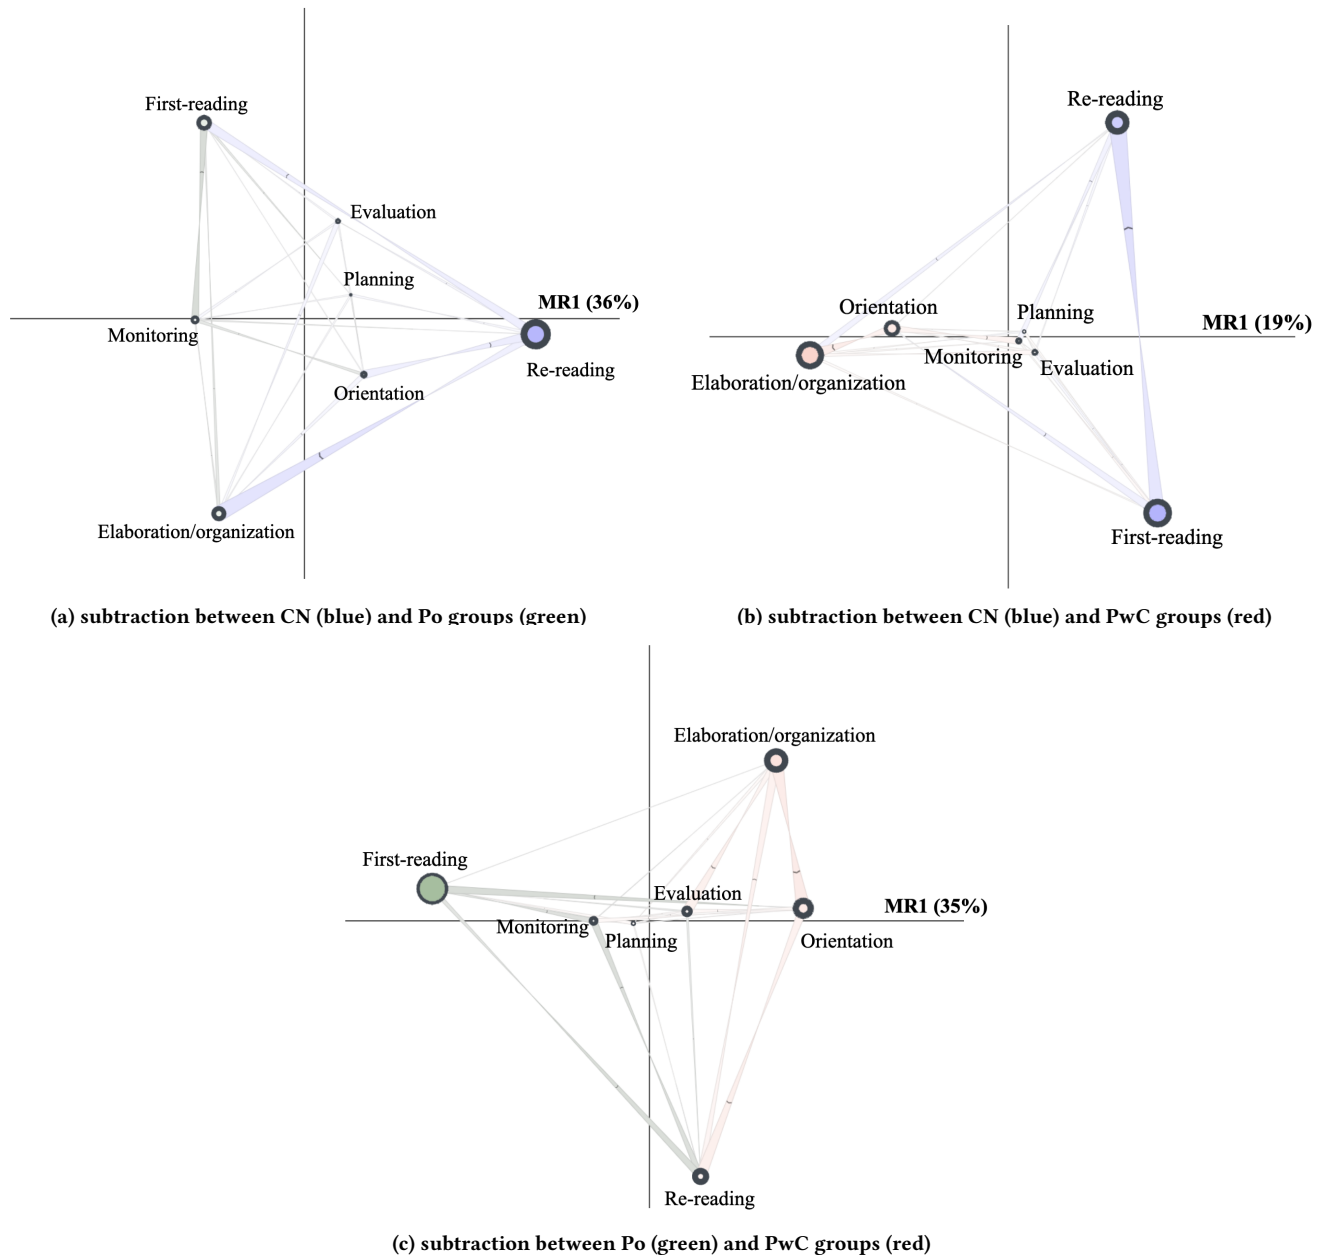 First-reading
Evaluation
Planning
MR1 (36%)
Monitoring
Re-reading
Orientation
Elaboration/organization
(a) subtraction between CN (blue) and Po groups (green)
Re-reading
Orientation
Planning
MR1 (19%)
Monitoring
Evaluation
Elaboration/organization
First-reading
(b) subtraction between CN (blue) and PwC groups (red)
Elaboration/organization
First-reading
Evaluation
MR1 (35%)
Monitoring
Planning
Orientation
Re-reading
(c) subtraction between Po (green) and PwC groups (red)